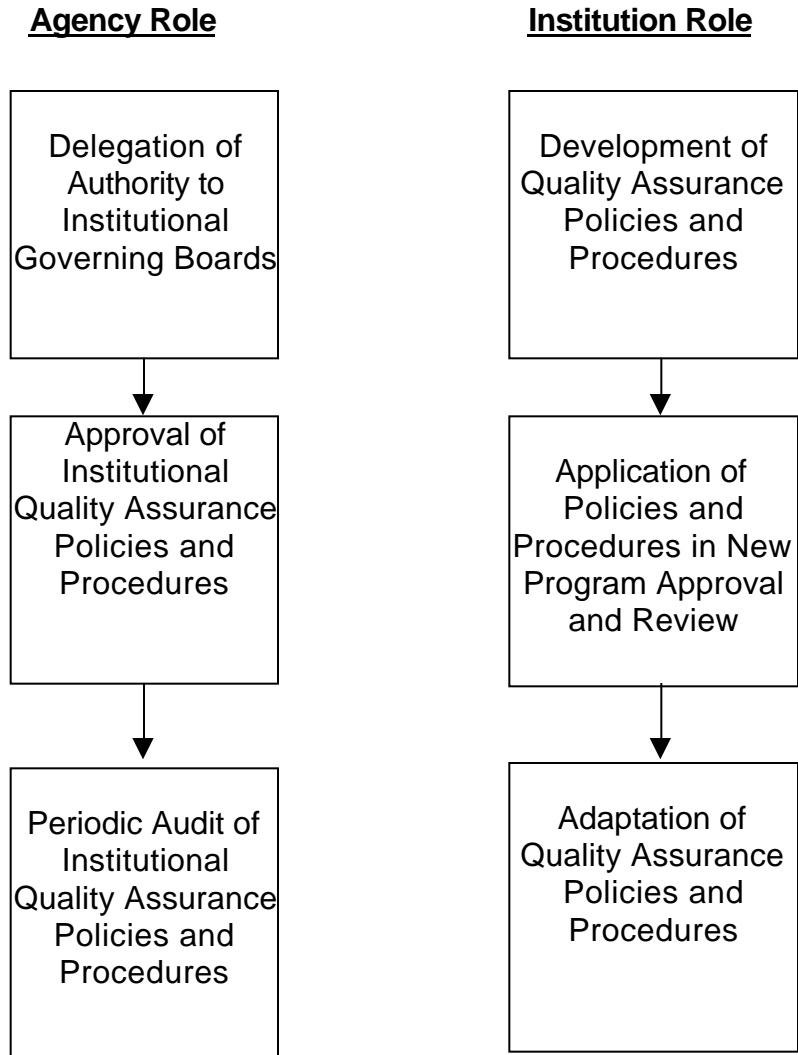 Agency Role
Institution Role
Delegation of
Authority to
Institutional
Governing Boards
Development of
Quality Assurance
Policies and
Procedures
Approval of
Institutional
Quality Assurance
Policies and
Procedures
Application of
Policies and
Procedures in New
Program Approval
and Review
Periodic Audit of
Institutional
Quality Assurance
Policies and
Procedures
Adaptation of
Quality Assurance
Policies and
Procedures